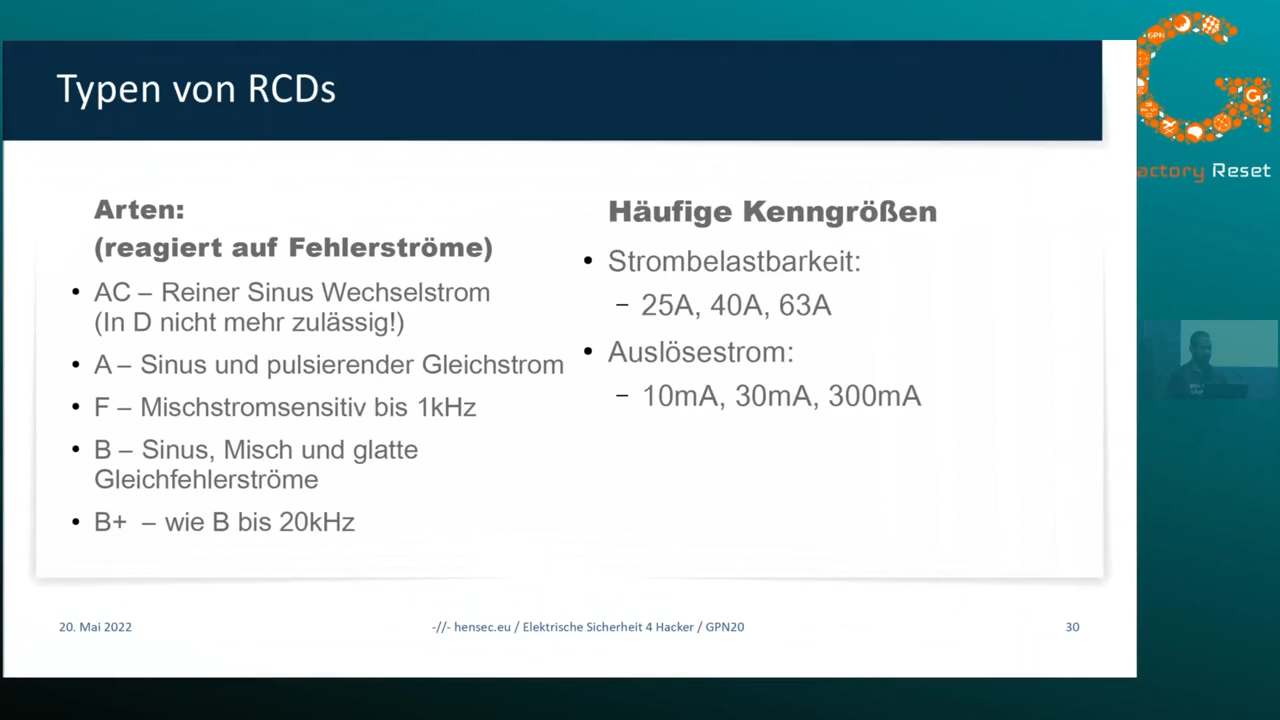 Typen von RCDs
Arten:
(reagiert auf Fehlerströme)
• AC – Reiner Sinus Wechselstrom
(In D nicht mehr zulässig!)
• A – Sinus und pulsierender Gleichstrom
• F – Mischstromsensitiv bis 1kHz
• B – Sinus, Misch und glatte
Gleichfehlerströme
• B+ – wie B bis 20kHz
Häufige Kenngrößen
• Strombelastbarkeit:
– 25A, 40A, 63A
• Auslösestrom:
– 10mA, 30mA, 300mA
20. Mai 2022
-//- hensec.eu / Elektrische Sicherheit 4 Hacker / GPN20
30
GPN
actory Reset